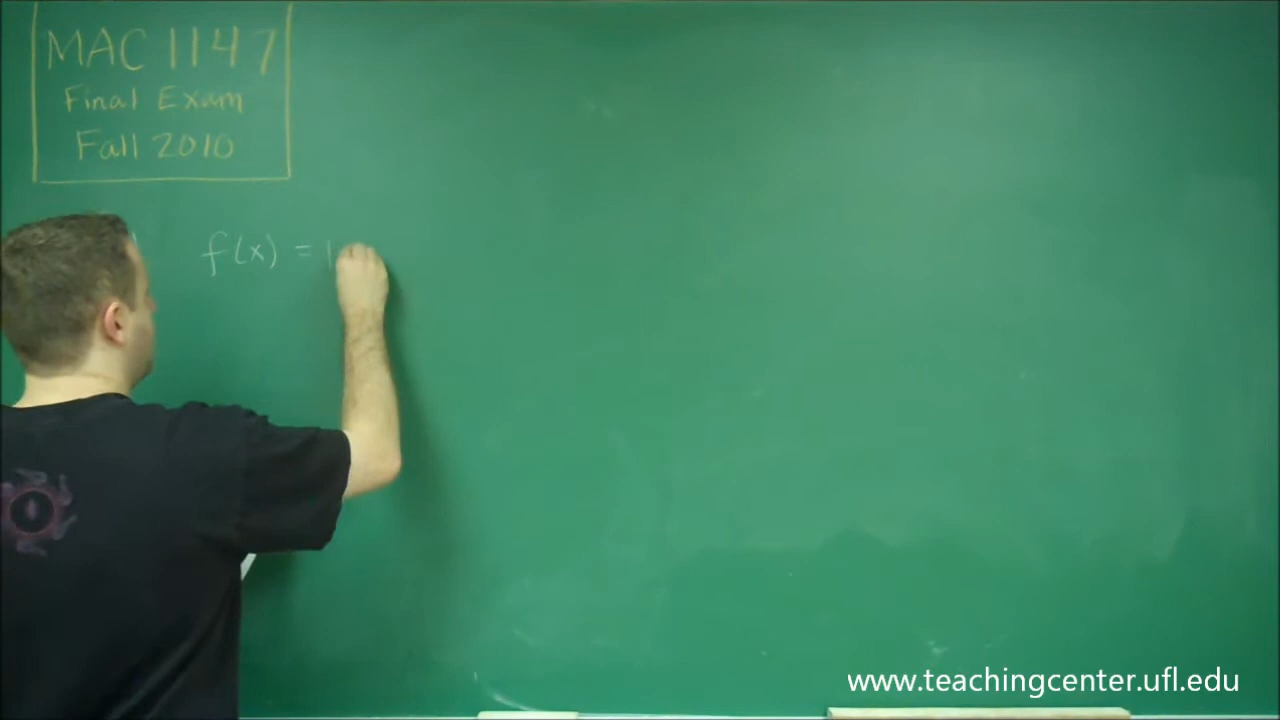 MAC 1147
Final Exam
Fall 2010
f(x) =
www.teachingcenter.ufl.edu